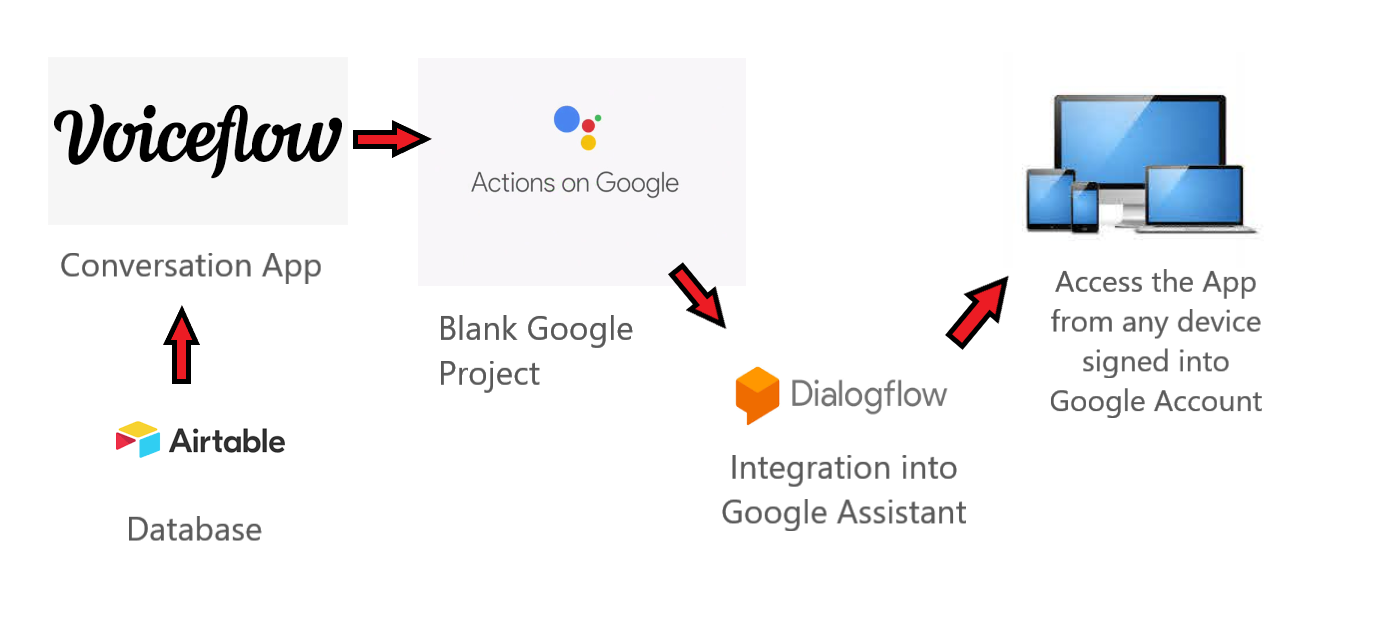 Voiceflow
Conversation App
Airtable
Database
Actions on Google
Blank Google
Project
Dialogflow
Integration into
Google Assistant
Access the App
from any device
signed into
Google Account